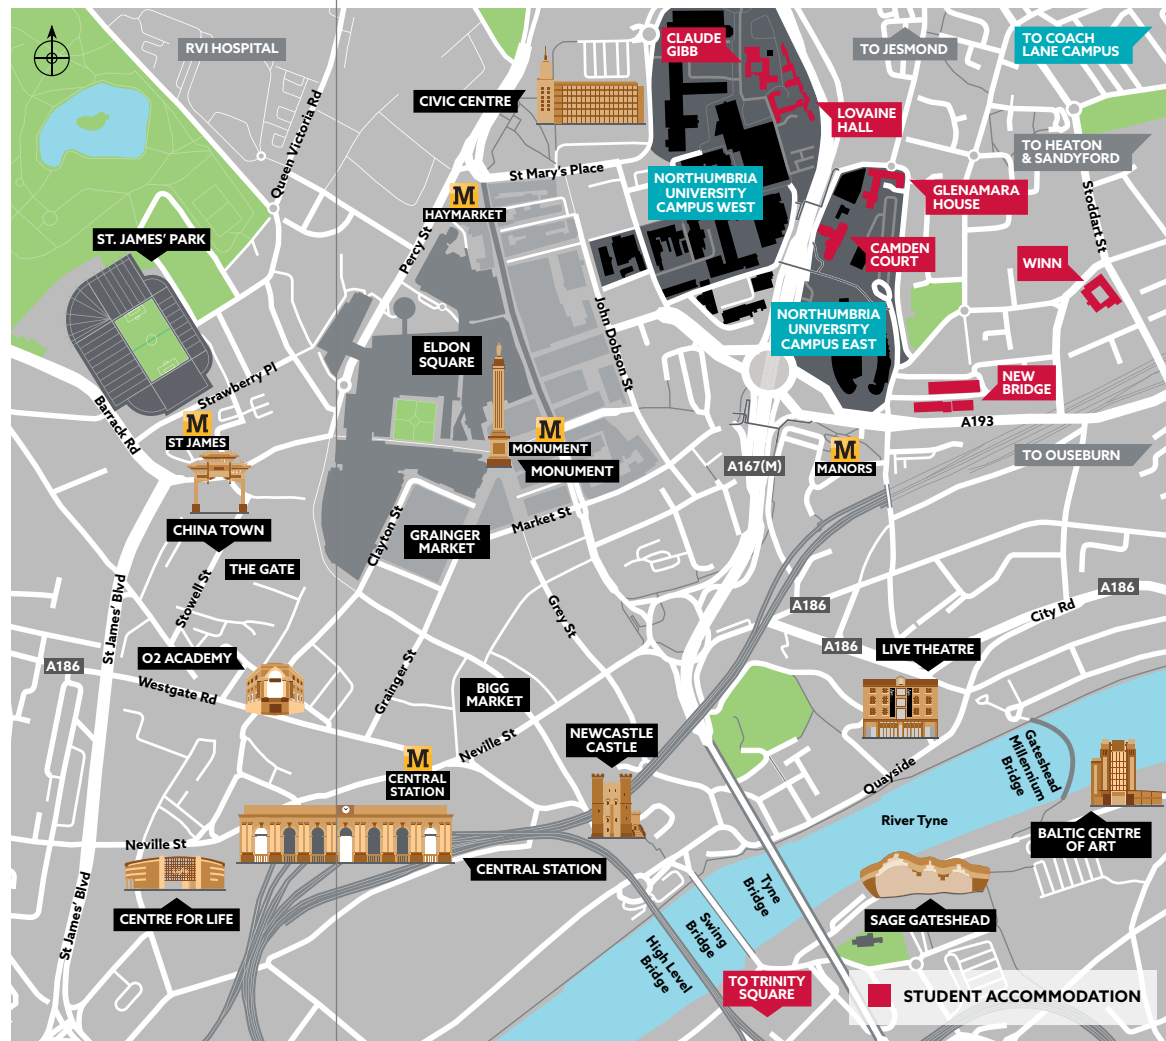 RVI HOSPITAL
CLAUDE
GIBB
TO JESMOND
TO COACH
LANE CAMPUS
CIVIC CENTRE
LOVAINE
HALL
TO HEATON
& SANDYFORD
Queen Victoria Rd
St Mary's Place
NORTHUMBRIA
UNIVERSITY
CAMPUS WEST
GLENAMARA
HOUSE
Stoddart St
M
HAYMARKET
ST. JAMES' PARK
Percy St
CAMDEN
COURT
WINN
NORTHUMBRIA
UNIVERSITY
CAMPUS EAST
John Dobson St
ELDON
SQUARE
NEW
BRIDGE
Strawberry Pl
Barrack Rd
M
ST JAMES
M
MONUMENT
MONUMENT
A193
M
MANORS
A167(M)
TO OUSEBURN
CHINA TOWN
Clayton St
GRAINGER
MARKET
Market St
THE GATE
Stowell St
St James' Blvd
Grey St
A186
A186
City Rd
A186
LIVE THEATRE
O2 ACADEMY
A186
Westgate Rd
Grainger St
BIGG
MARKET
Neville St
NEWCASTLE
CASTLE
M
CENTRAL
STATION
Quayside
Gateshead
Millennium
Bridge
River Tyne
BALTIC CENTRE
OF ART
Neville St
CENTRAL STATION
CENTRE FOR LIFE
St James' Blvd
Tyne
Bridge
Swing
Bridge
High Level
Bridge
SAGE GATESHEAD
TO TRINITY
SQUARE
STUDENT ACCOMMODATION